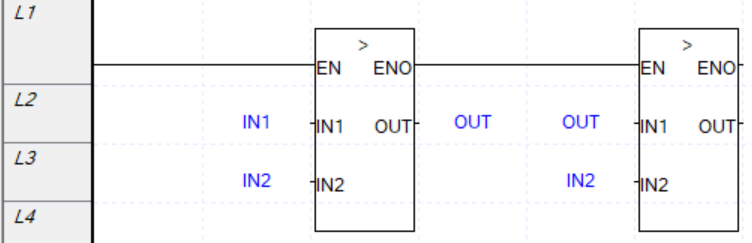 L1
> >
EN ENO EN ENO
L2
IN1 IN1 OUT OUT OUT IN1 OUT
L3
IN2 IN2 IN2 IN2
L4